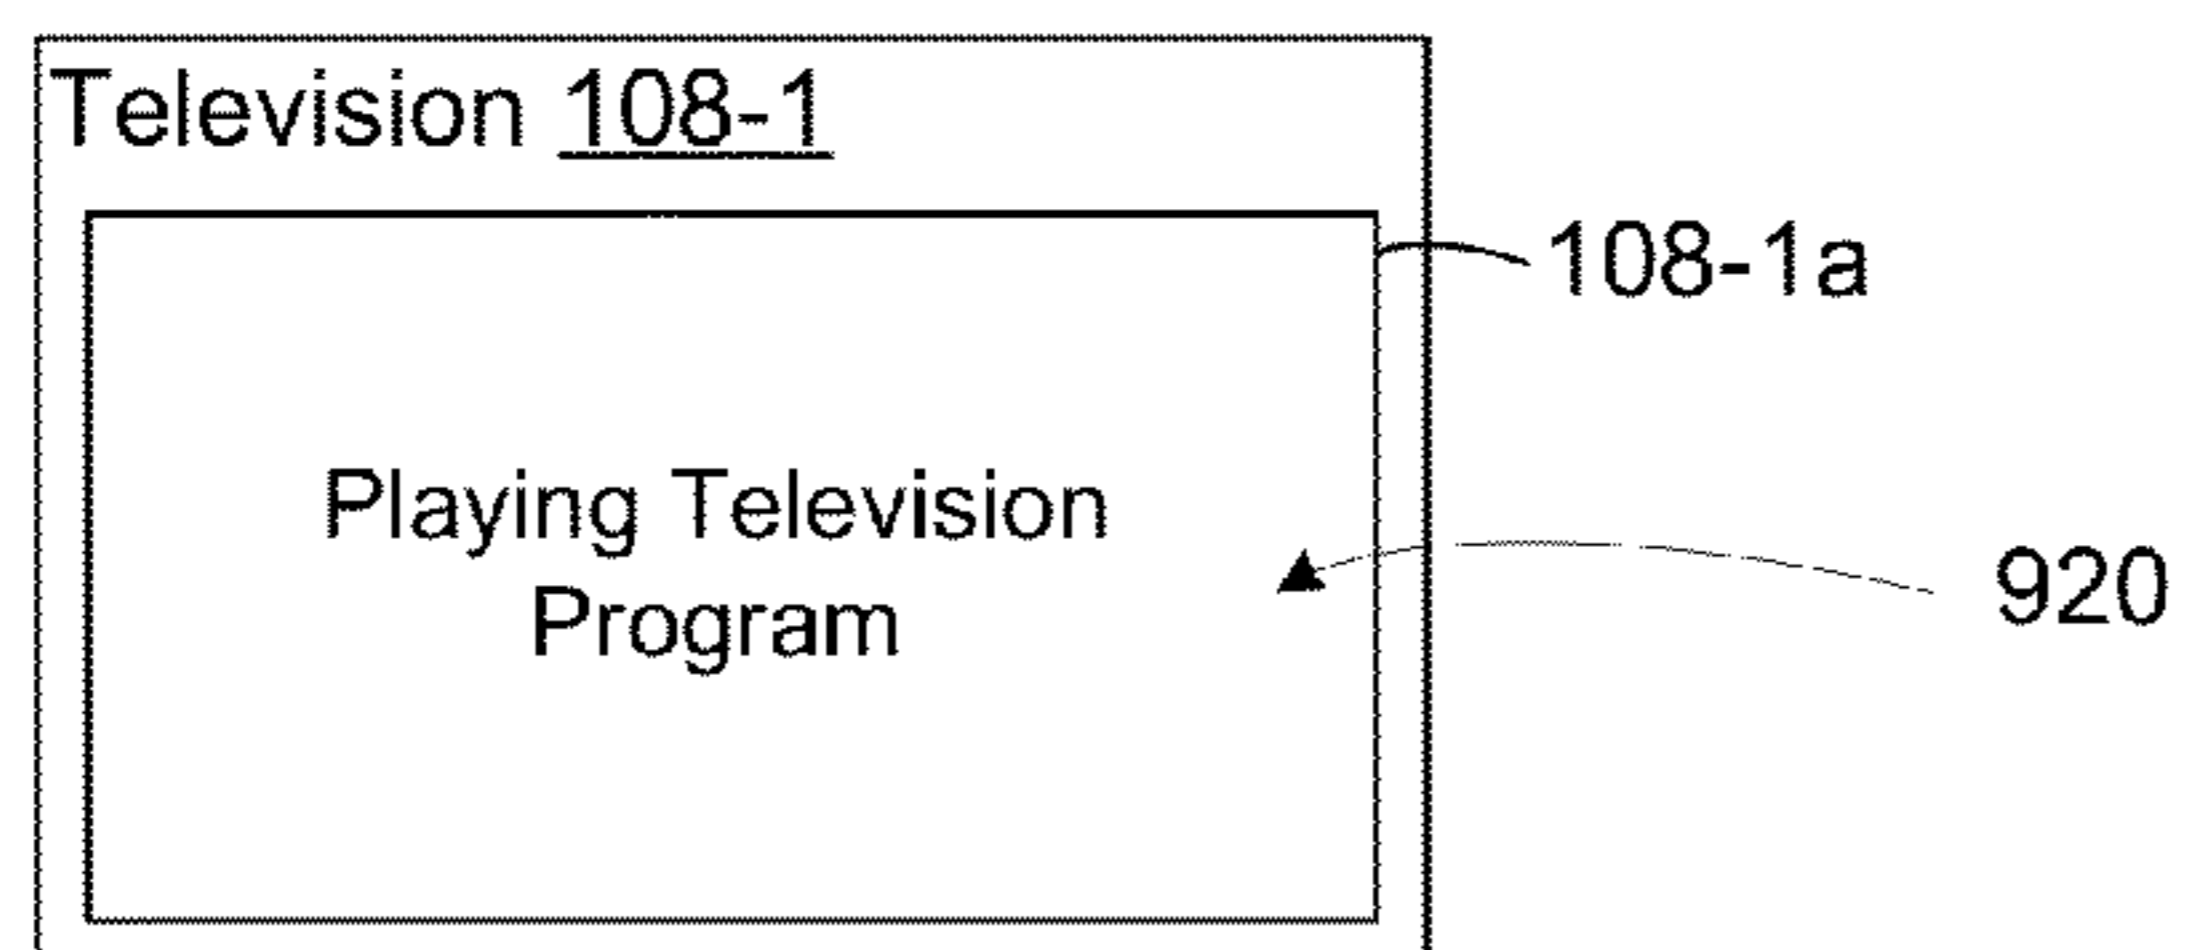 Television 108-1
108-1a
Playing Television
Program
920